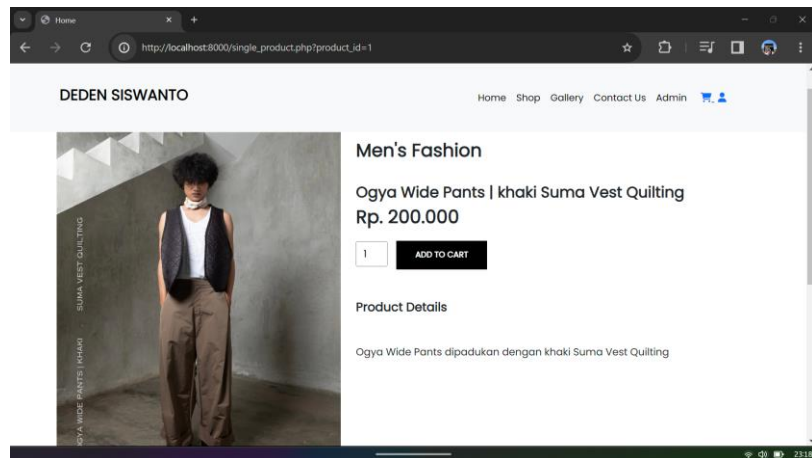 Home
http://localhost:8000/single_product.php?product_id=1
DEDEN SISWANTO
Home Shop Gallery Contact Us Admin
Men's Fashion
Ogya Wide Pants | khaki Suma Vest Quilting
Rp. 200.000
1
ADD TO CART
Product Details
Ogya Wide Pants dipadukan dengan khaki Suma Vest Quilting
OGYA WIDE PANTS | KHAKI
SUMA VEST QUILTING